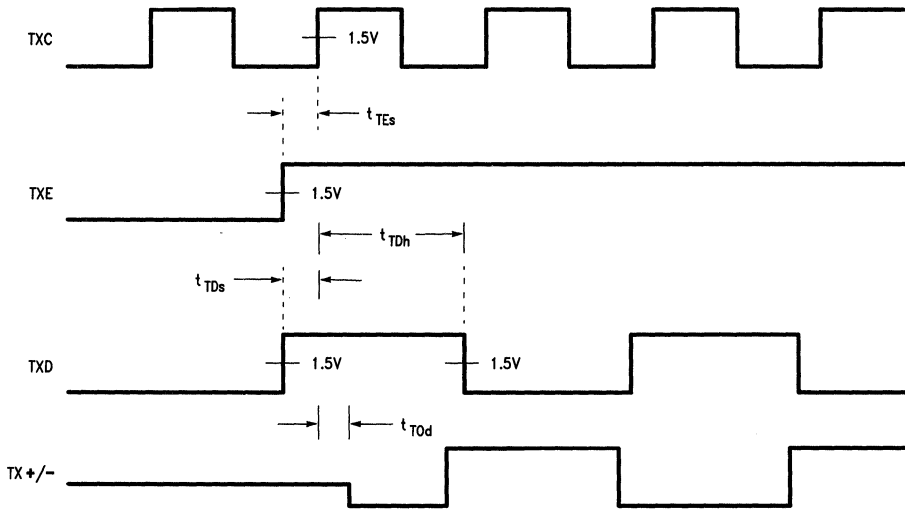 TXC
1.5V
t TEs
TXE
1.5V
t TDh
t TDs
TXD
1.5V
1.5V
t TOd
TX +/-